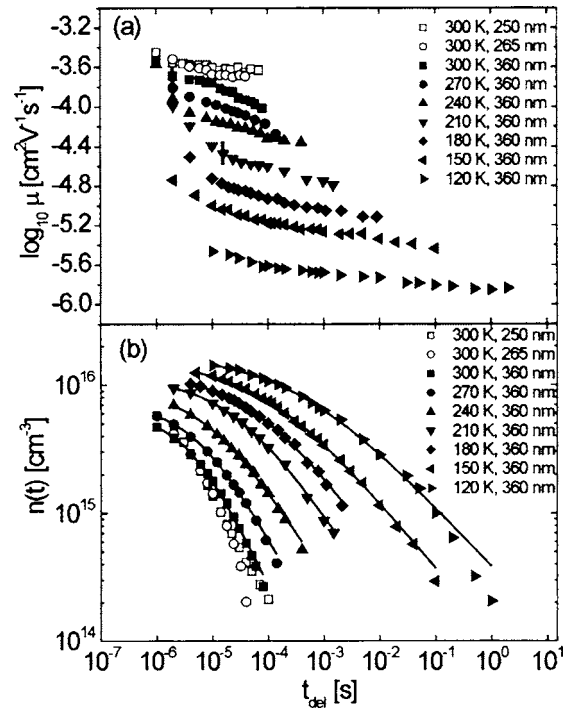 (a)
300 K, 250 nm
300 K, 265 nm
300 K, 360 nm
270 K, 360 nm
240 K, 360 nm
210 K, 360 nm
180 K, 360 nm
150 K, 360 nm
120 K, 360 nm
-3.2
-3.6
-4.0
-4.4
-4.8
-5.2
-5.6
-6.0
log₁₀ μ [cm²V⁻¹s⁻¹]
(b)
300 K, 250 nm
300 K, 265 nm
300 K, 360 nm
270 K, 360 nm
240 K, 360 nm
210 K, 360 nm
180 K, 360 nm
150 K, 360 nm
120 K, 360 nm
10¹⁶
10¹⁵
10¹⁴
n(t) [cm⁻³]
10⁻⁷ 10⁻⁶ 10⁻⁵ 10⁻⁴ 10⁻³ 10⁻² 10⁻¹ 10⁰ 10¹
t_del [s]